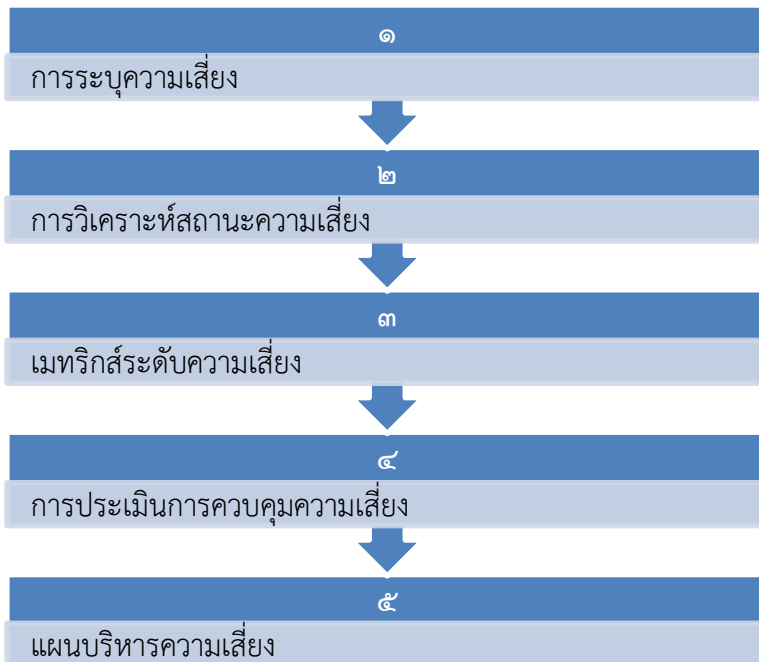 ๑
การระบุความเสี่ยง
๒
การวิเคราะห์สถานะความเสี่ยง
๓
เมทริกส์ระดับความเสี่ยง
๔
การประเมินการควบคุมความเสี่ยง
๕
แผนบริหารความเสี่ยง